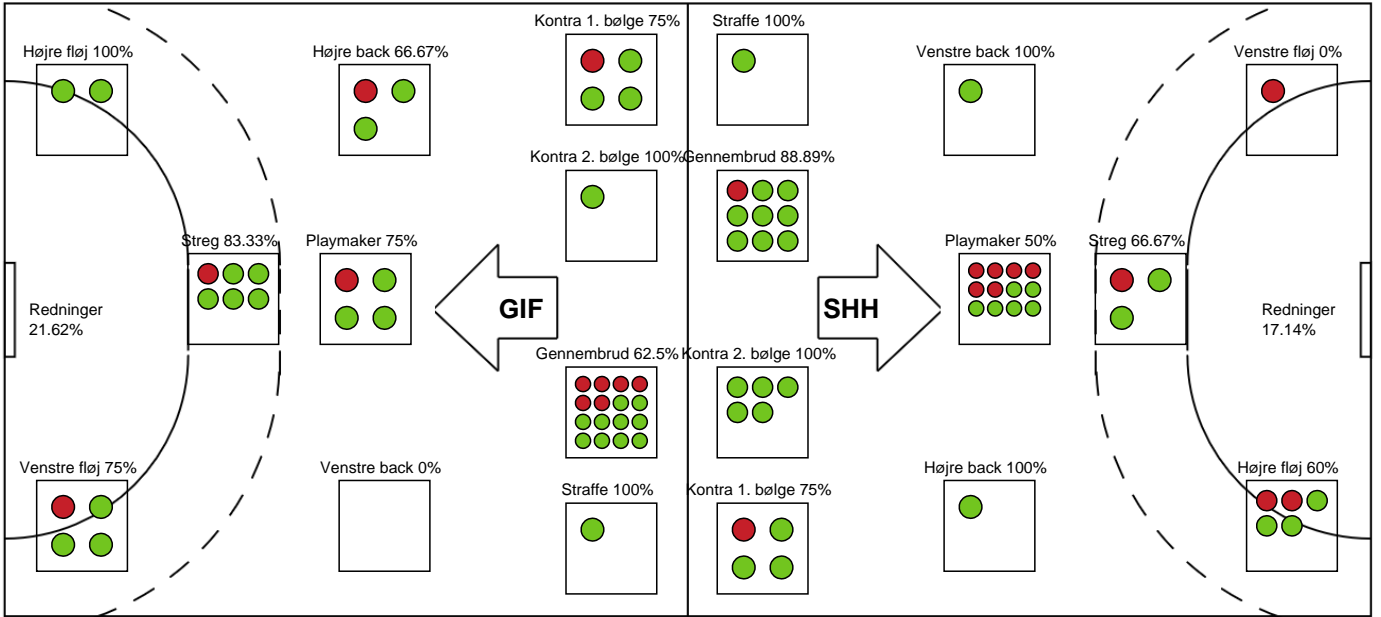 Kontra 1. bølge 75%
Straffe 100%
Højre fløj 100%
Højre back 66.67%
Venstre back 100%
Venstre fløj 0%
Kontra 2. bølge 100%
Gennembrud 88.89%
Streg 83.33%
Playmaker 75%
Playmaker 50%
Streg 66.67%
Redninger
21.62%
GIF
SHH
Redninger
17.14%
Gennembrud 62.5%
Kontra 2. bølge 100%
Venstre fløj 75%
Venstre back 0%
Højre back 100%
Højre fløj 60%
Straffe 100%
Kontra 1. bølge 75%